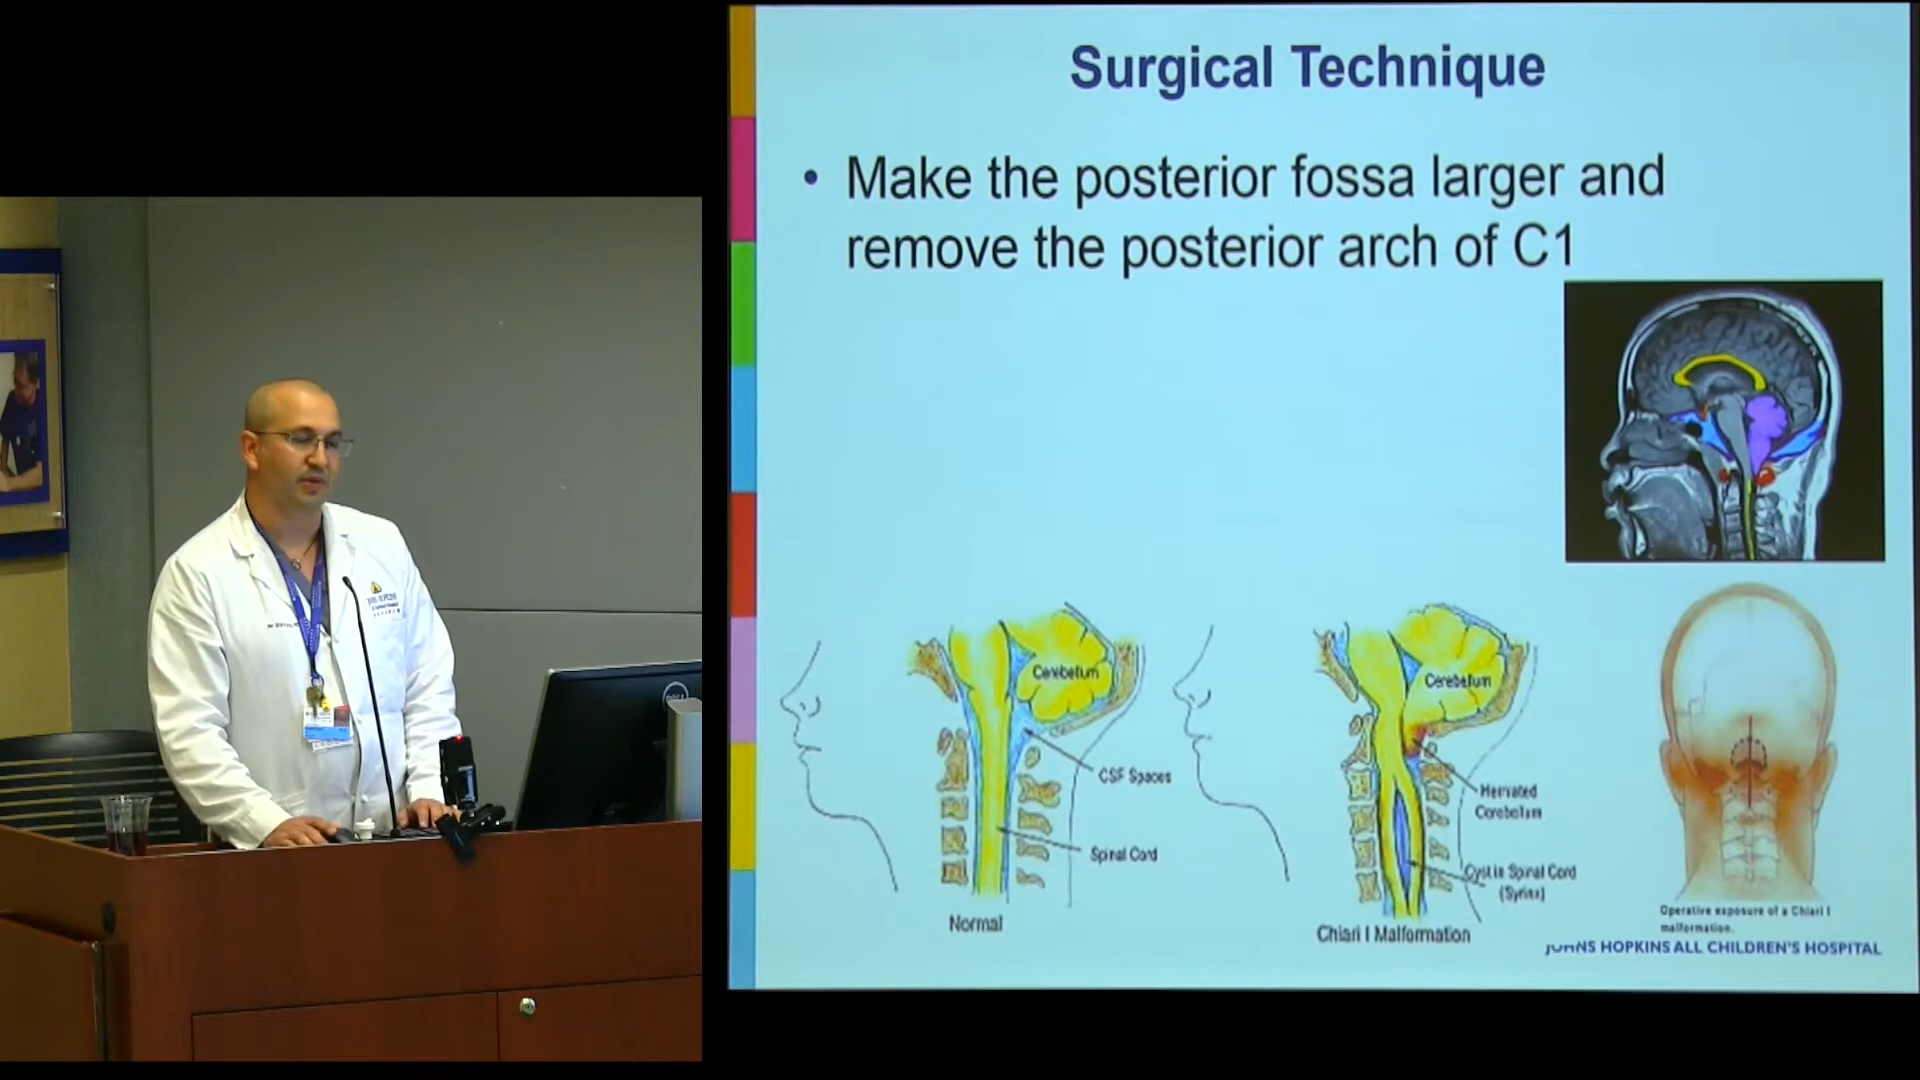 Surgical Technique
• Make the posterior fossa larger and
remove the posterior arch of C1
Cerebellum
CSF Spaces
Spinal Cord
Normal
Cerebellum
Herniated
Cerebelum
Cyst in Spinal Cord
(Syrinx)
Chiari I Malformation
Operative exposure of a Chiari I
malformation.
JOHNS HOPKINS ALL CHILDREN'S HOSPITAL
DELL